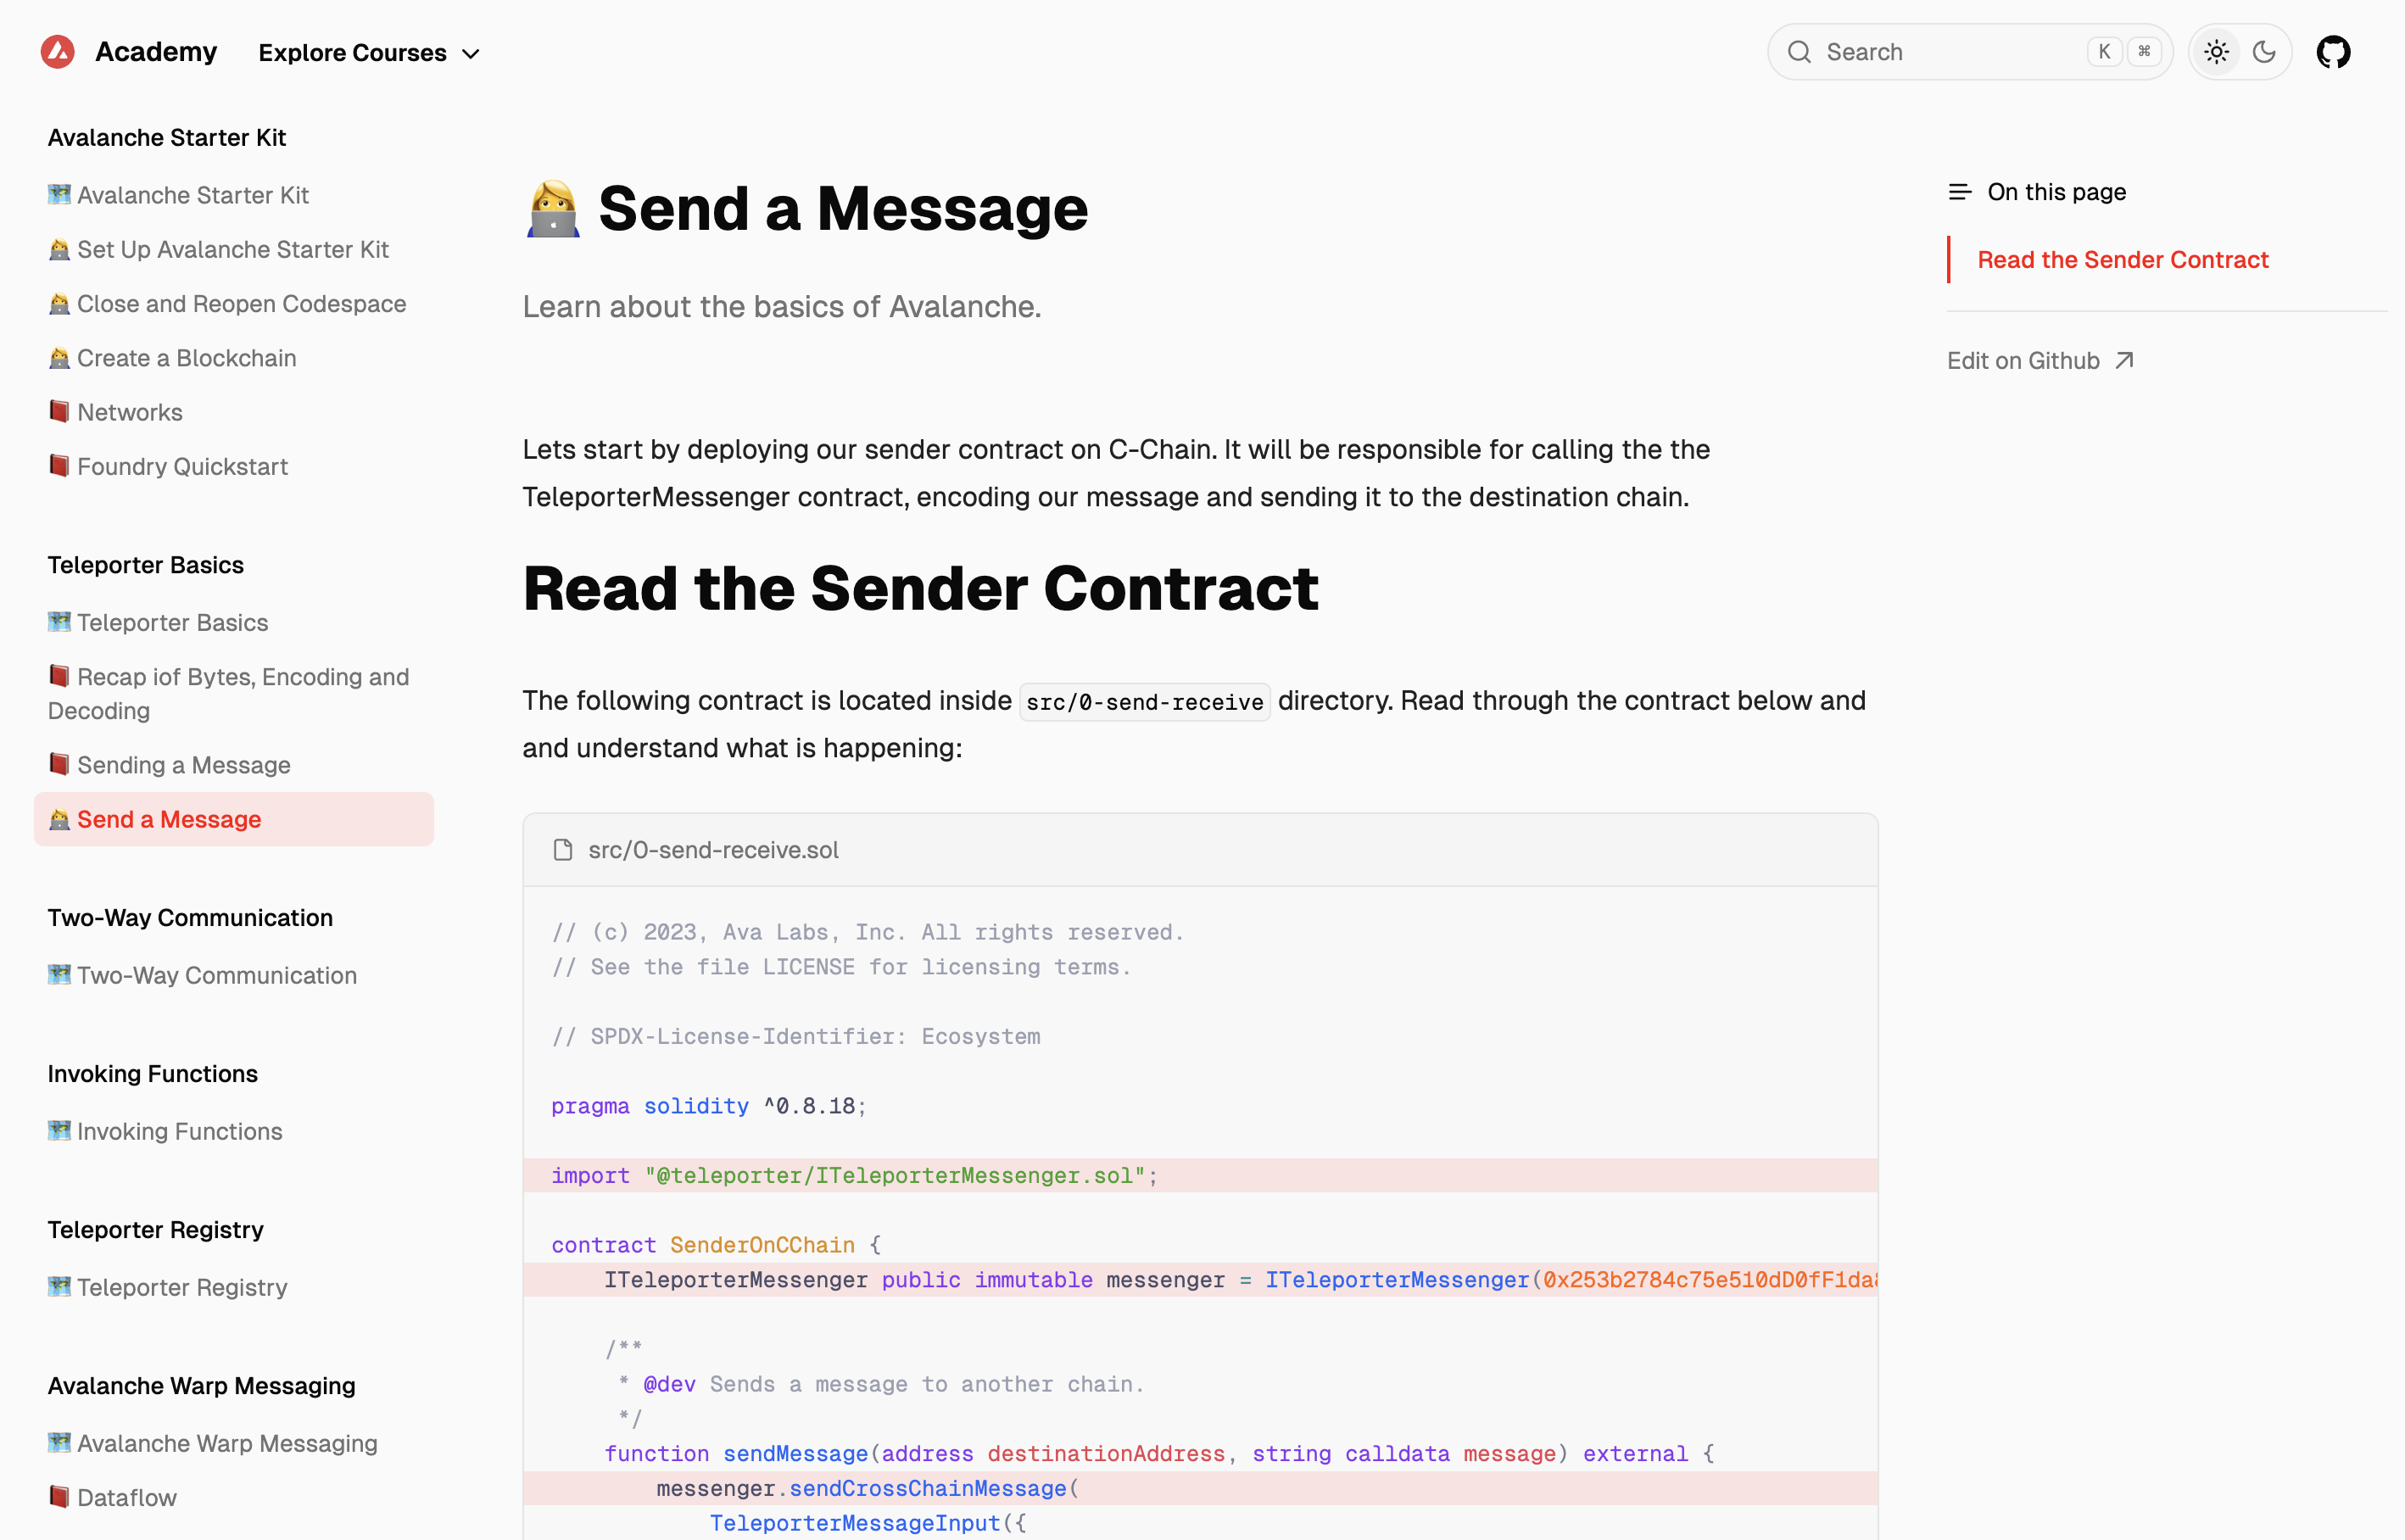 Academy
Explore Courses
Search
K
⌘
Avalanche Starter Kit
Avalanche Starter Kit
Set Up Avalanche Starter Kit
Close and Reopen Codespace
Create a Blockchain
Networks
Foundry Quickstart
Teleporter Basics
Teleporter Basics
Recap iof Bytes, Encoding and
Decoding
Sending a Message
Send a Message
Two-Way Communication
Two-Way Communication
Invoking Functions
Invoking Functions
Teleporter Registry
Teleporter Registry
Avalanche Warp Messaging
Avalanche Warp Messaging
Dataflow
Send a Message
Learn about the basics of Avalanche.
Lets start by deploying our sender contract on C-Chain. It will be responsible for calling the the
TeleporterMessenger contract, encoding our message and sending it to the destination chain.
Read the Sender Contract
The following contract is located inside src/0-send-receive directory. Read through the contract below and
and understand what is happening:
src/0-send-receive.sol
// (c) 2023, Ava Labs, Inc. All rights reserved.
// See the file LICENSE for licensing terms.
// SPDX-License-Identifier: Ecosystem
pragma solidity ^0.8.18;
import "@teleporter/ITeleporterMessenger.sol";
contract SenderOnCChain {
ITeleporterMessenger public immutable messenger = ITeleporterMessenger(0x253b2784c75e510dD0fF1da8
/**
* @dev Sends a message to another chain.
*/
function sendMessage(address destinationAddress, string calldata message) external {
messenger.sendCrossChainMessage(
TeleporterMessageInput({
On this page
Read the Sender Contract
Edit on Github